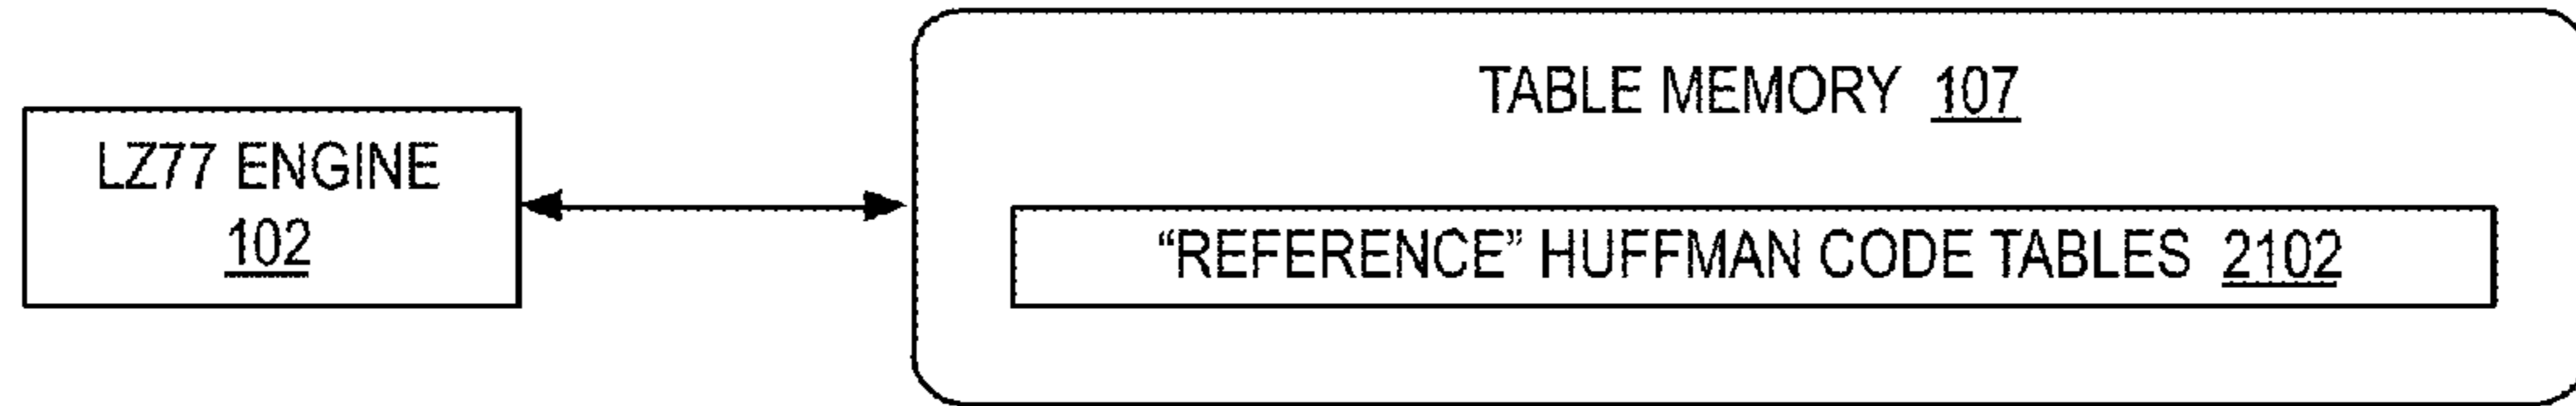 TABLE MEMORY 107
LZ77 ENGINE
102
“REFERENCE” HUFFMAN CODE TABLES 2102